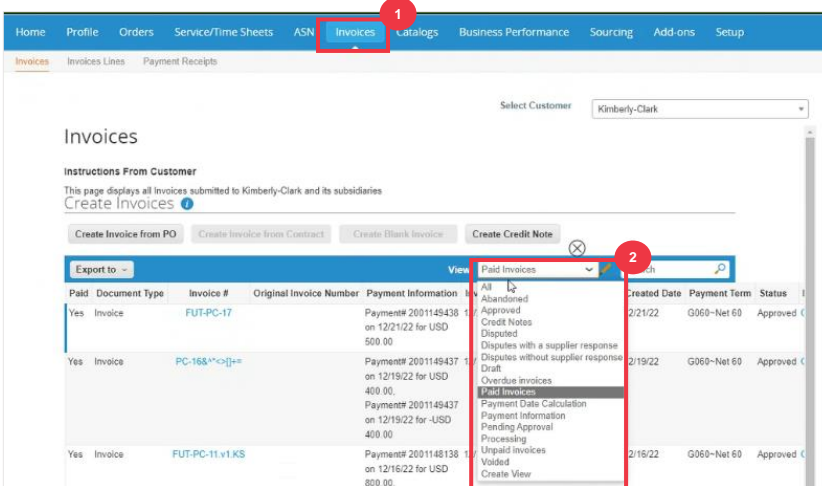 1
Home Profile Orders Service/Time Sheets ASN Invoices Catalogs Business Performance Sourcing Add-ons Setup
Invoices Invoices Lines Payment Receipts
Select Customer Kimberly-Clark
Invoices
Instructions From Customer
This page displays all Invoices submitted to Kimberly-Clark and its subsidiaries
Create Invoices
Create Invoice from PO Create Invoice from Contract Create Blank Invoice Create Credit Note
2
Export to View Paid Invoices
Paid Document Type Invoice # Original Invoice Number Payment Information Created Date Payment Term Status
Yes Invoice FUT-PC-17 Payment# 2001149438 2/21/22 G060~Net 60 Approved
on 12/21/22 for USD
500.00
Yes Invoice PC-16&^*<>[]+= Payment# 2001149437 2/19/22 G060~Net 60 Approved
on 12/19/22 for USD
400.00,
Payment# 2001149437
on 12/19/22 for -USD
400.00
Yes Invoice FUT-PC-11.v1.KS Payment# 2001148138 2/16/22 G060~Net 60 Approved
on 12/16/22 for USD
800.00,
All
Abandoned
Approved
Credit Notes
Disputed
Disputes with a supplier response
Disputes without supplier response
Draft
Overdue invoices
Paid Invoices
Payment Date Calculation
Payment Information
Pending Approval
Processing
Unpaid invoices
Voided
Create View